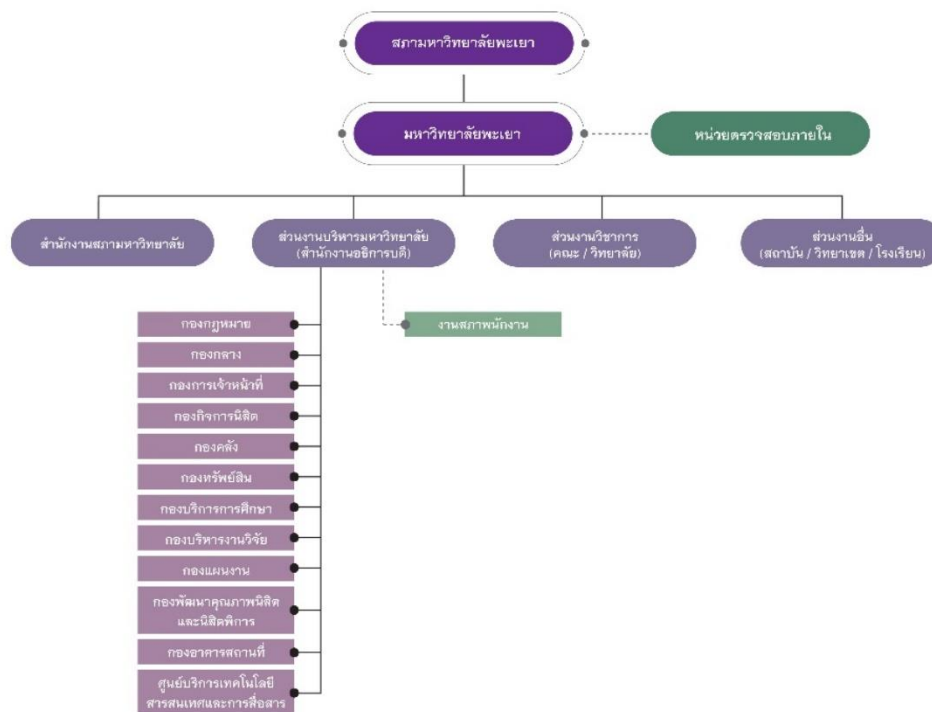 สภามหาวิทยาลัยพะเยา
มหาวิทยาลัยพะเยา
หน่วยตรวจสอบภายใน
สำนักงานสภามหาวิทยาลัย
ส่วนงานบริหารมหาวิทยาลัย
(สำนักงานอธิการบดี)
ส่วนงานวิชาการ
(คณะ / วิทยาลัย)
ส่วนงานอื่น
(สถาบัน / วิทยาเขต / โรงเรียน)
กองกฎหมาย
งานสภาพนักงาน
กองกลาง
กองการเจ้าหน้าที่
กองกิจการนิสิต
กองคลัง
กองทรัพย์สิน
กองบริการการศึกษา
กองบริหารงานวิจัย
กองแผนงาน
กองพัฒนาคุณภาพนิสิต
และนิสิตพิการ
กองอาคารสถานที่
ศูนย์บริการเทคโนโลยี
สารสนเทศและการสื่อสาร